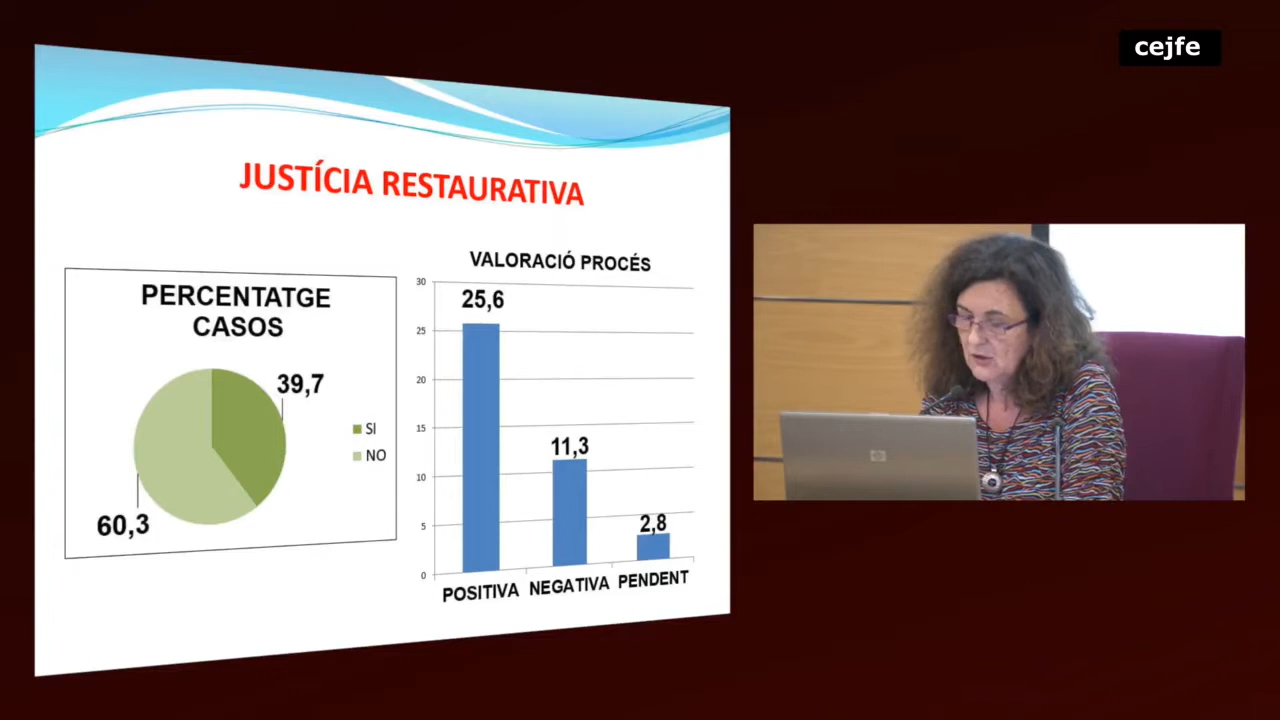 cejfe
JUSTÍCIA RESTAURATIVA
PERCENTATGE
CASOS
39,7
60,3
SI
NO
VALORACIÓ PROCÉS
30
25
20
15
10
5
0
25,6
11,3
2,8
POSITIVA NEGATIVA PENDENT